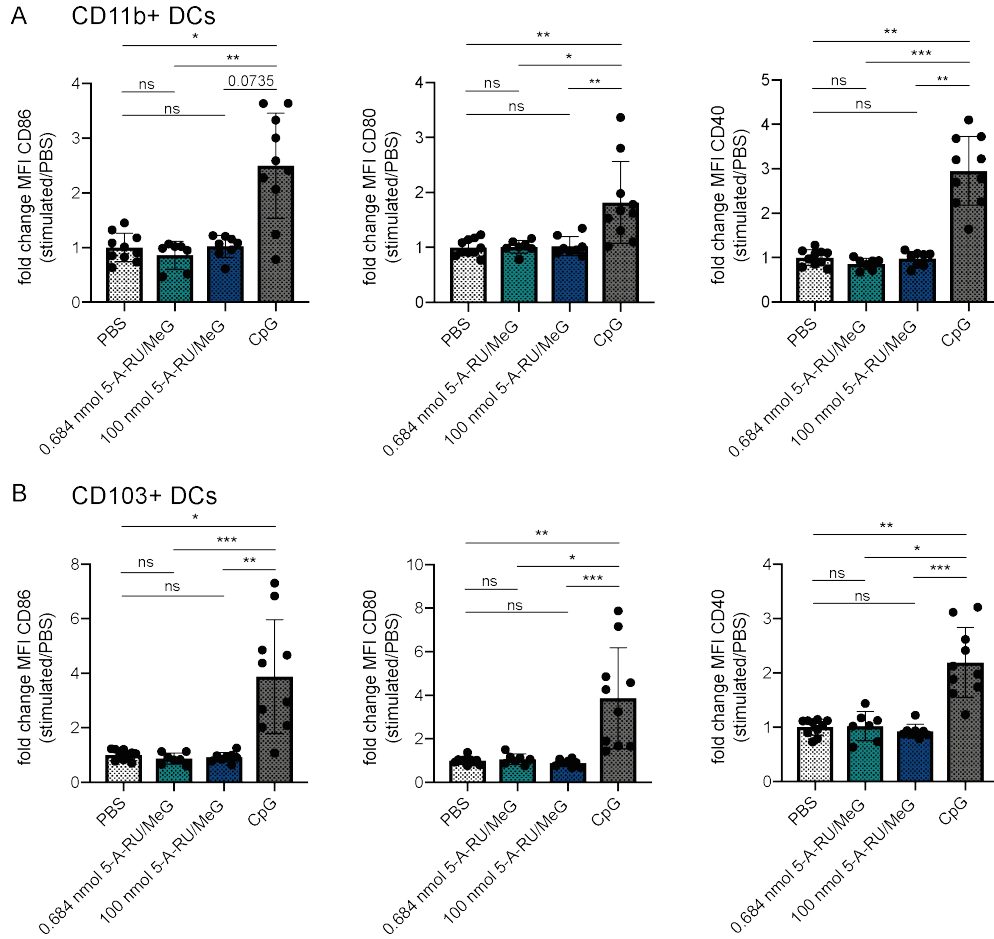 A CD11b+ DCs
*
**
0.0735
ns
ns
fold change MFI CD86
(stimulated/PBS)
4
3
2
1
0
PBS
0.684 nmol 5-A-RU/MeG
100 nmol 5-A-RU/MeG
CpG
**
*
**
ns
ns
fold change MFI CD80
(stimulated/PBS)
4
3
2
1
0
PBS
0.684 nmol 5-A-RU/MeG
100 nmol 5-A-RU/MeG
CpG
**
***
**
ns
ns
fold change MFI CD40
(stimulated/PBS)
5
4
3
2
1
0
PBS
0.684 nmol 5-A-RU/MeG
100 nmol 5-A-RU/MeG
CpG
B CD103+ DCs
*
***
**
ns
ns
fold change MFI CD86
(stimulated/PBS)
8
6
4
2
0
PBS
0.684 nmol 5-A-RU/MeG
100 nmol 5-A-RU/MeG
CpG
**
*
***
ns
ns
fold change MFI CD80
(stimulated/PBS)
10
8
6
4
2
0
PBS
0.684 nmol 5-A-RU/MeG
100 nmol 5-A-RU/MeG
CpG
**
*
***
ns
ns
fold change MFI CD40
(stimulated/PBS)
4
3
2
1
0
PBS
0.684 nmol 5-A-RU/MeG
100 nmol 5-A-RU/MeG
CpG